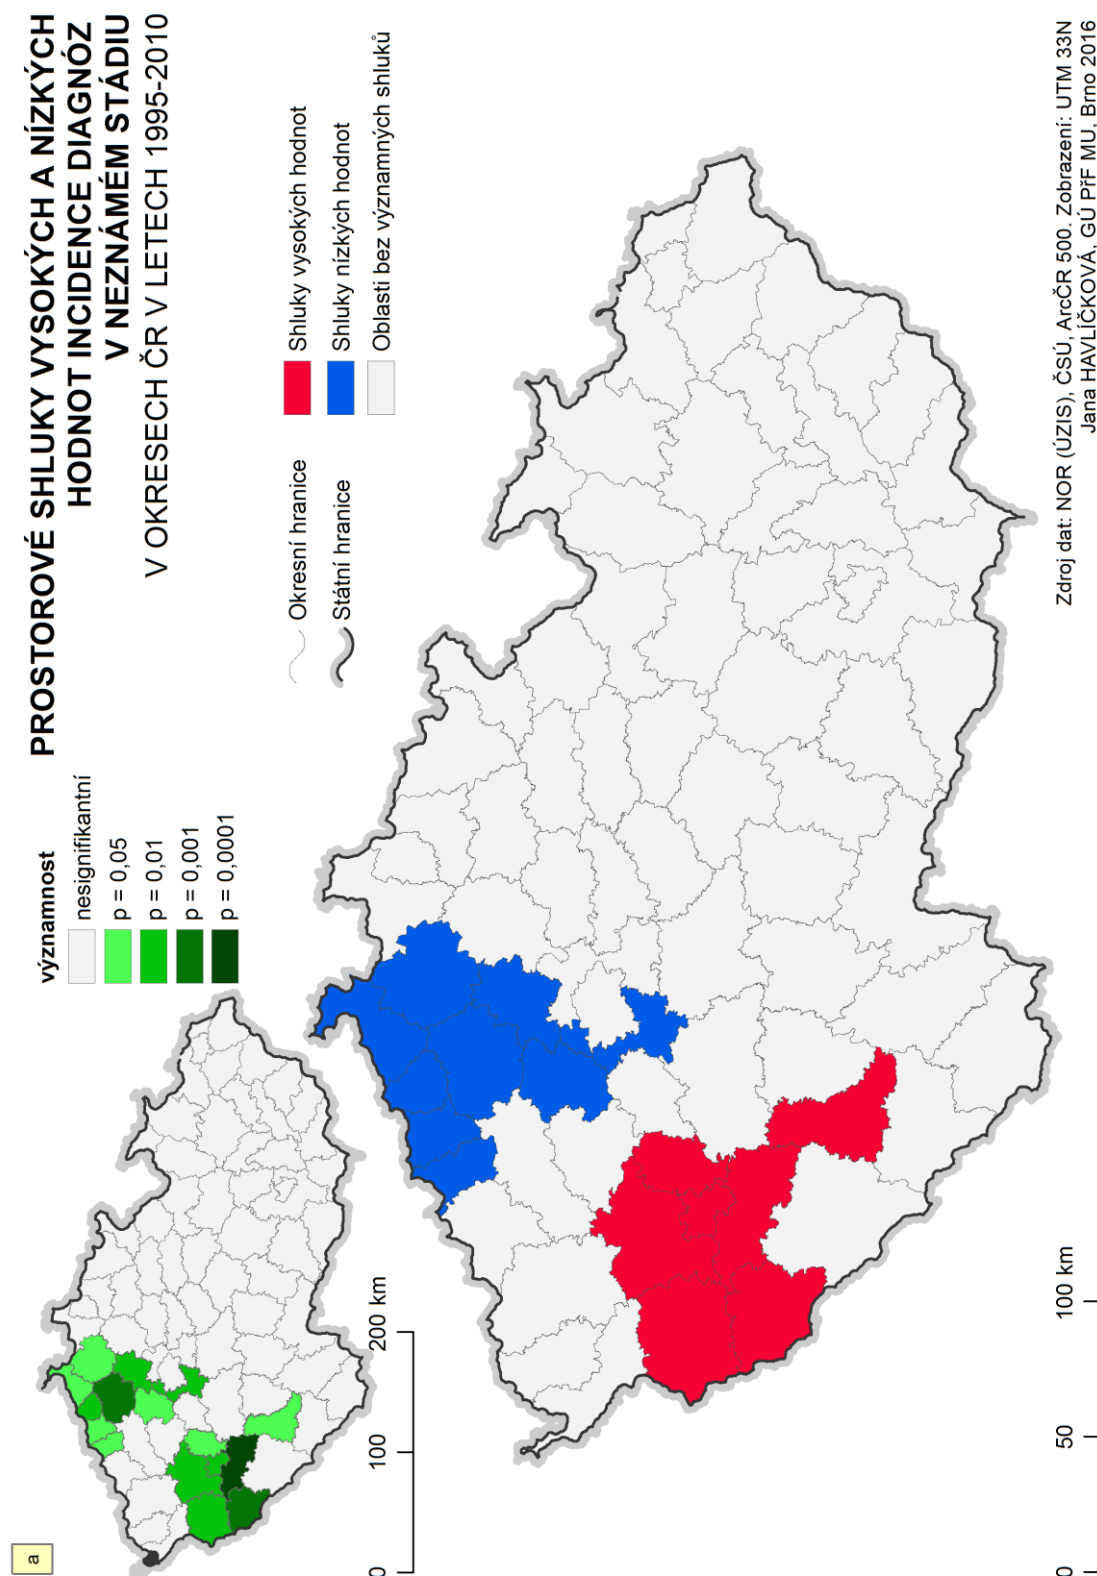 a
PROSTOROVÉ SHLUKY VYSOKÝCH A NÍZKÝCH
HODNOT INCIDENCE DIAGNÓZ
V NEZNÁMÉM STÁDIU
V OKRESECH ČR V LETECH 1995-2010
významnost
nesignifikantní
p = 0,05
p = 0,01
p = 0,001
p = 0,0001
Okresní hranice
Státní hranice
Shluky vysokých hodnot
Shluky nízkých hodnot
Oblasti bez významných shluků
0 100 200 km
0 50 100 km
Zdroj dat: NOR (ÚZIS), ČSÚ, ArcČR 500. Zobrazení: UTM 33N
Jana HAVLÍČKOVÁ, GÚ PřF MU, Brno 2016